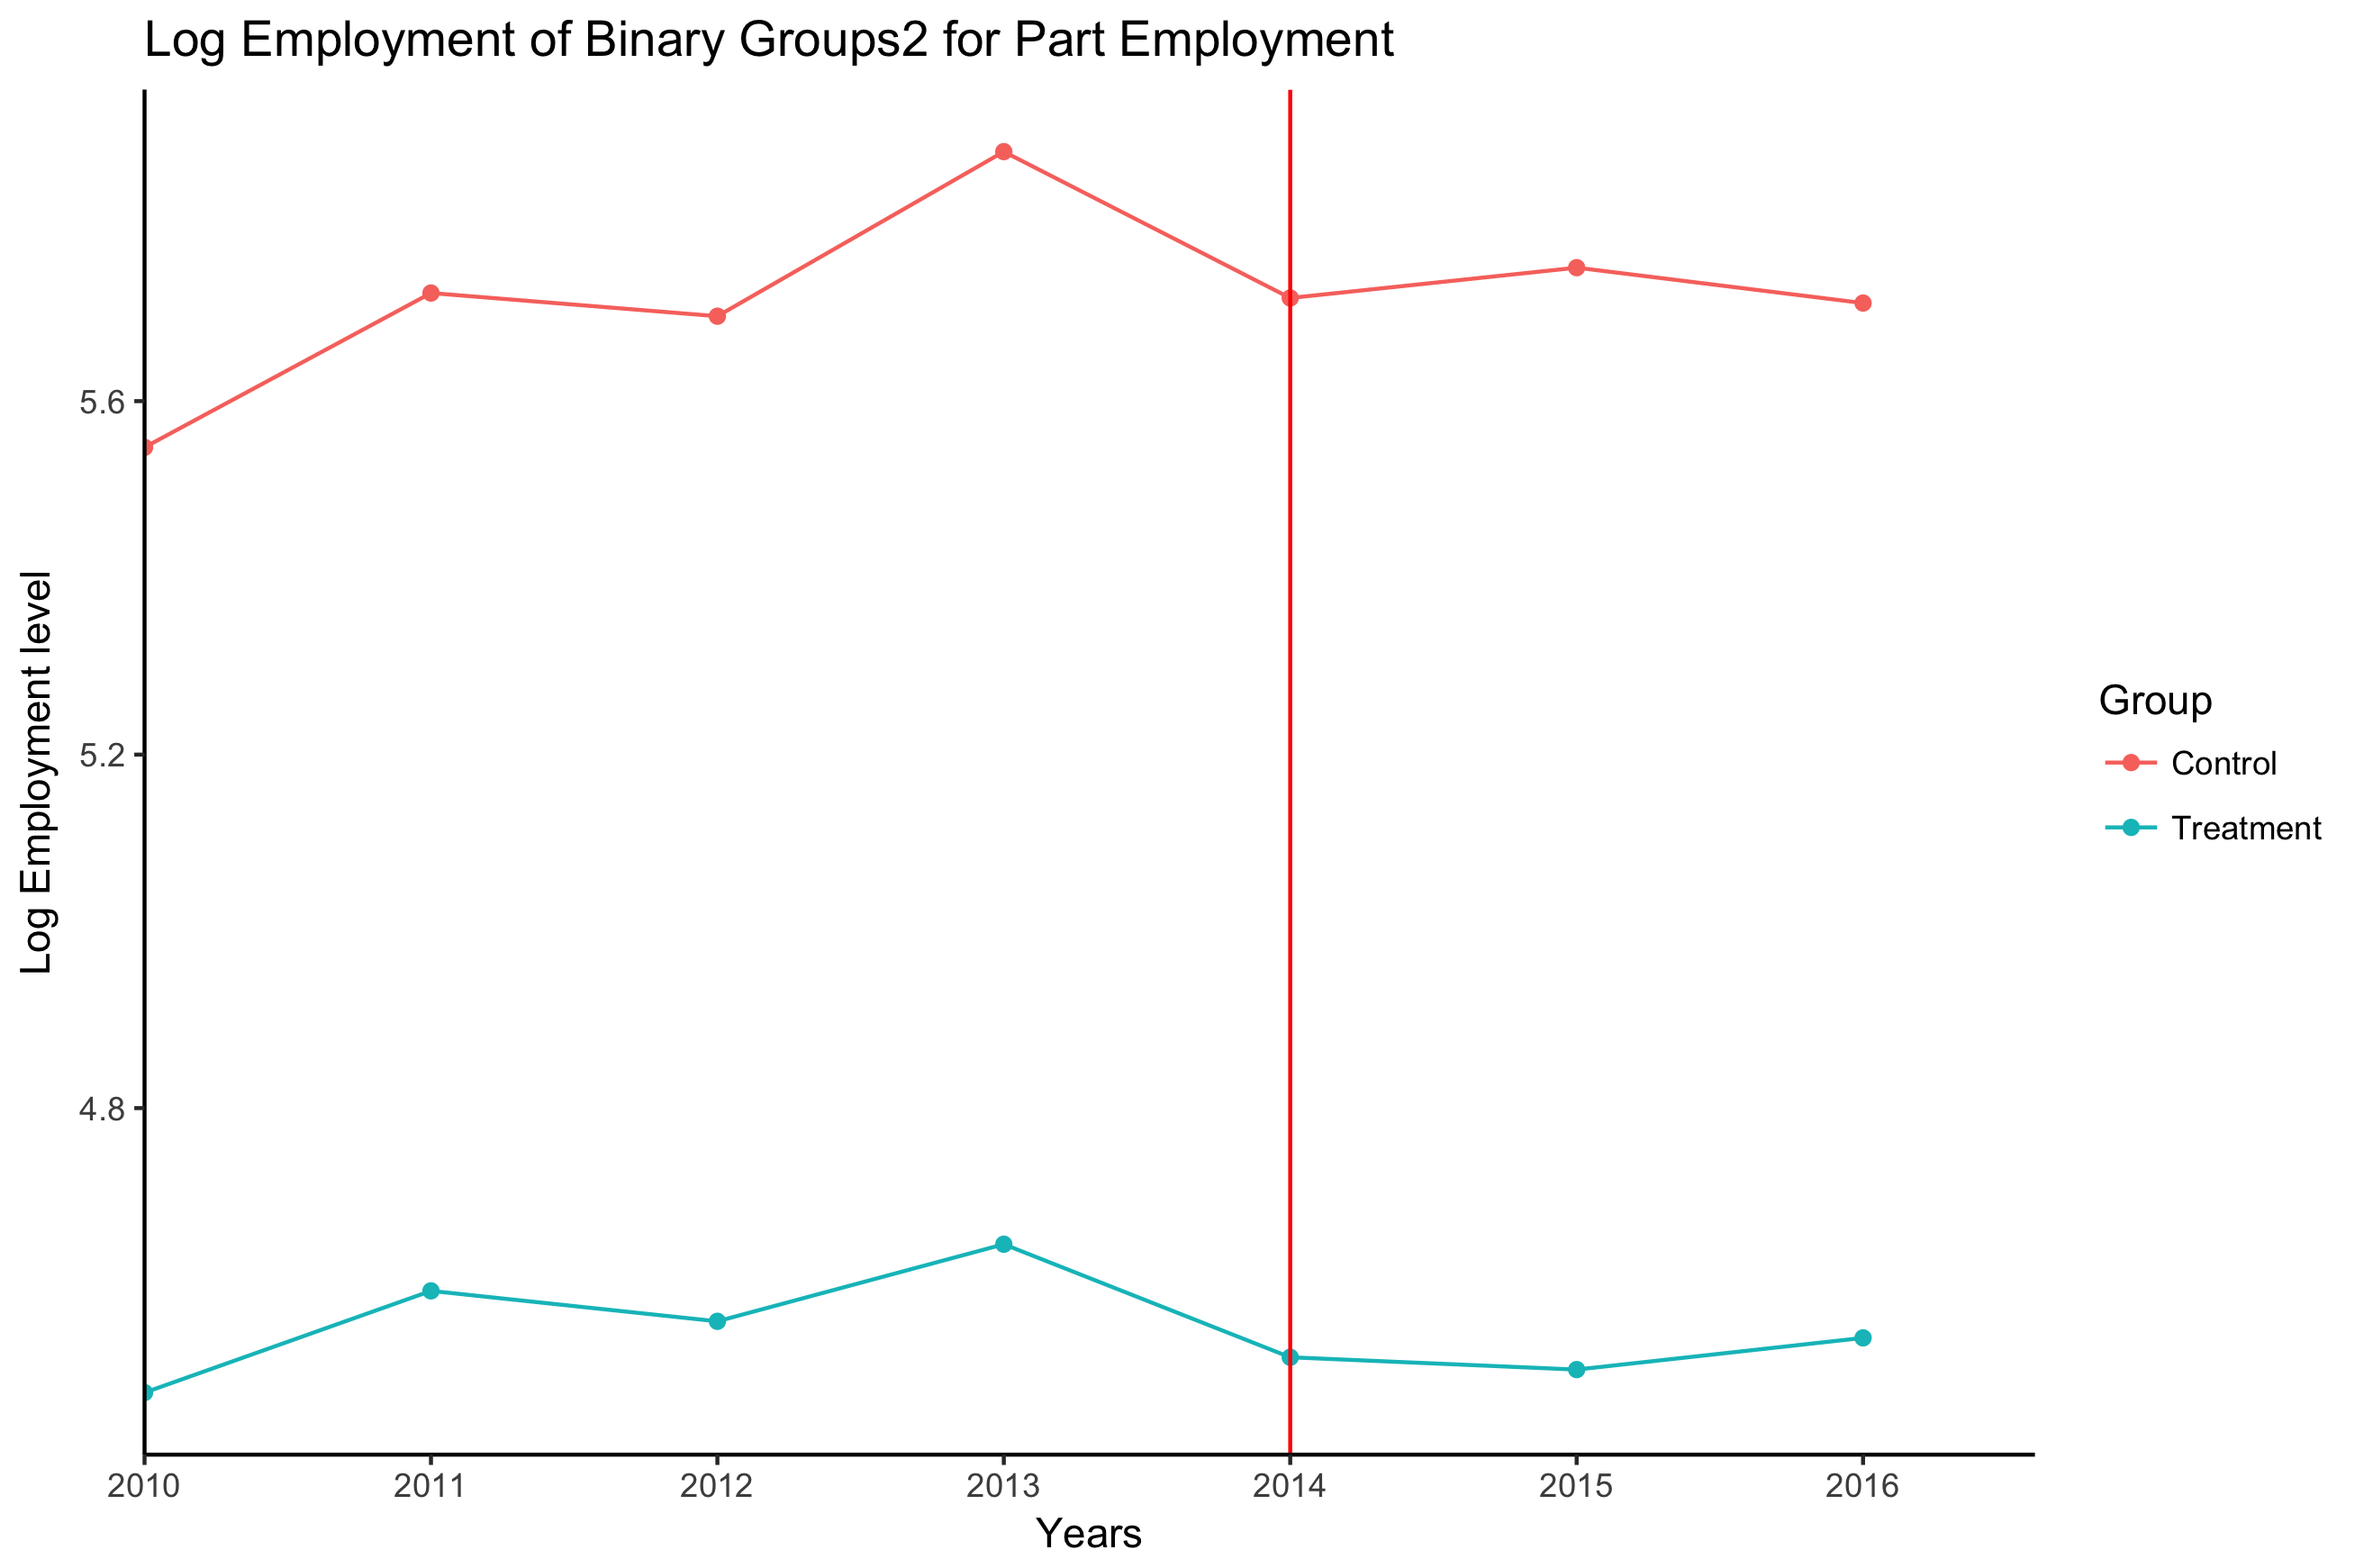 Log Employment of Binary Groups2 for Part Employment
Log Employment level
5.6
5.2
4.8
2010 2011 2012 2013 2014 2015 2016
Years
Group
Control
Treatment